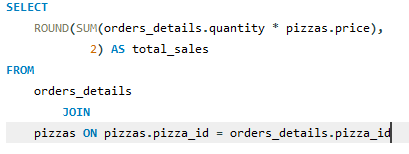 SELECT
ROUND(SUM(orders_details.quantity * pizzas.price),
2) AS total_sales
FROM
orders_details
JOIN
pizzas ON pizzas.pizza_id = orders_details.pizza_id